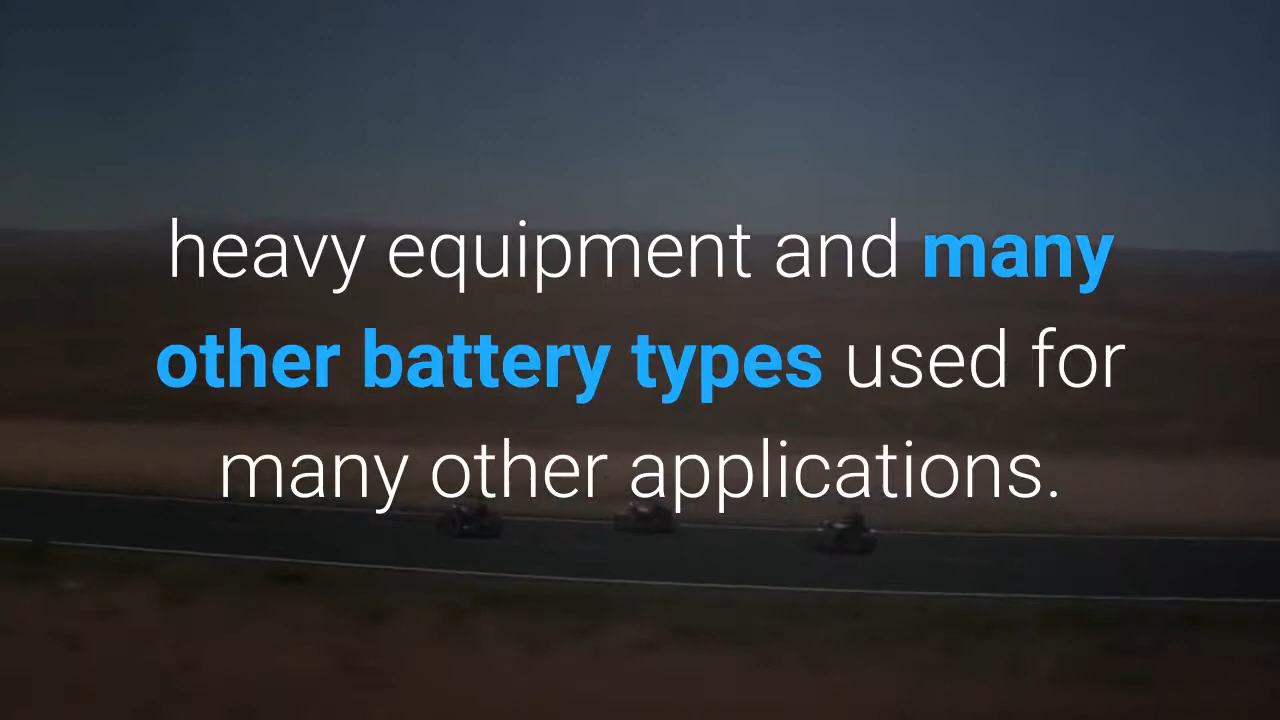 heavy equipment and many
other battery types used for
many other applications.